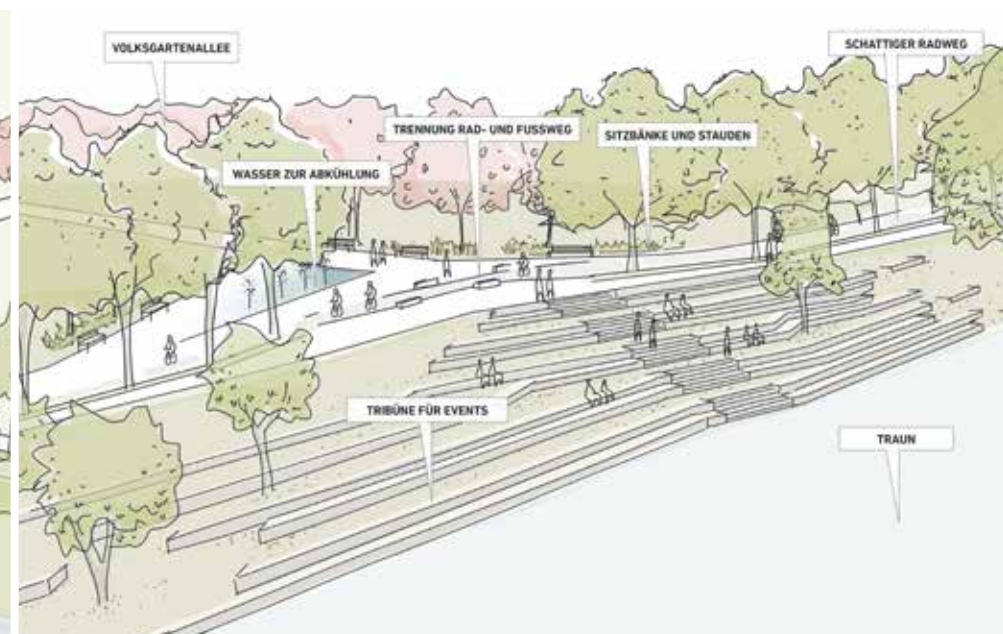 VOLKSGARTENALLEE
SCHATTIGER RADWEG
TRENNUNG RAD- UND FUSSWEG
SITZBÄNKE UND STAUDEN
WASSER ZUR ABKÜHLUNG
TRIBÜNE FÜR EVENTS
TRAUN